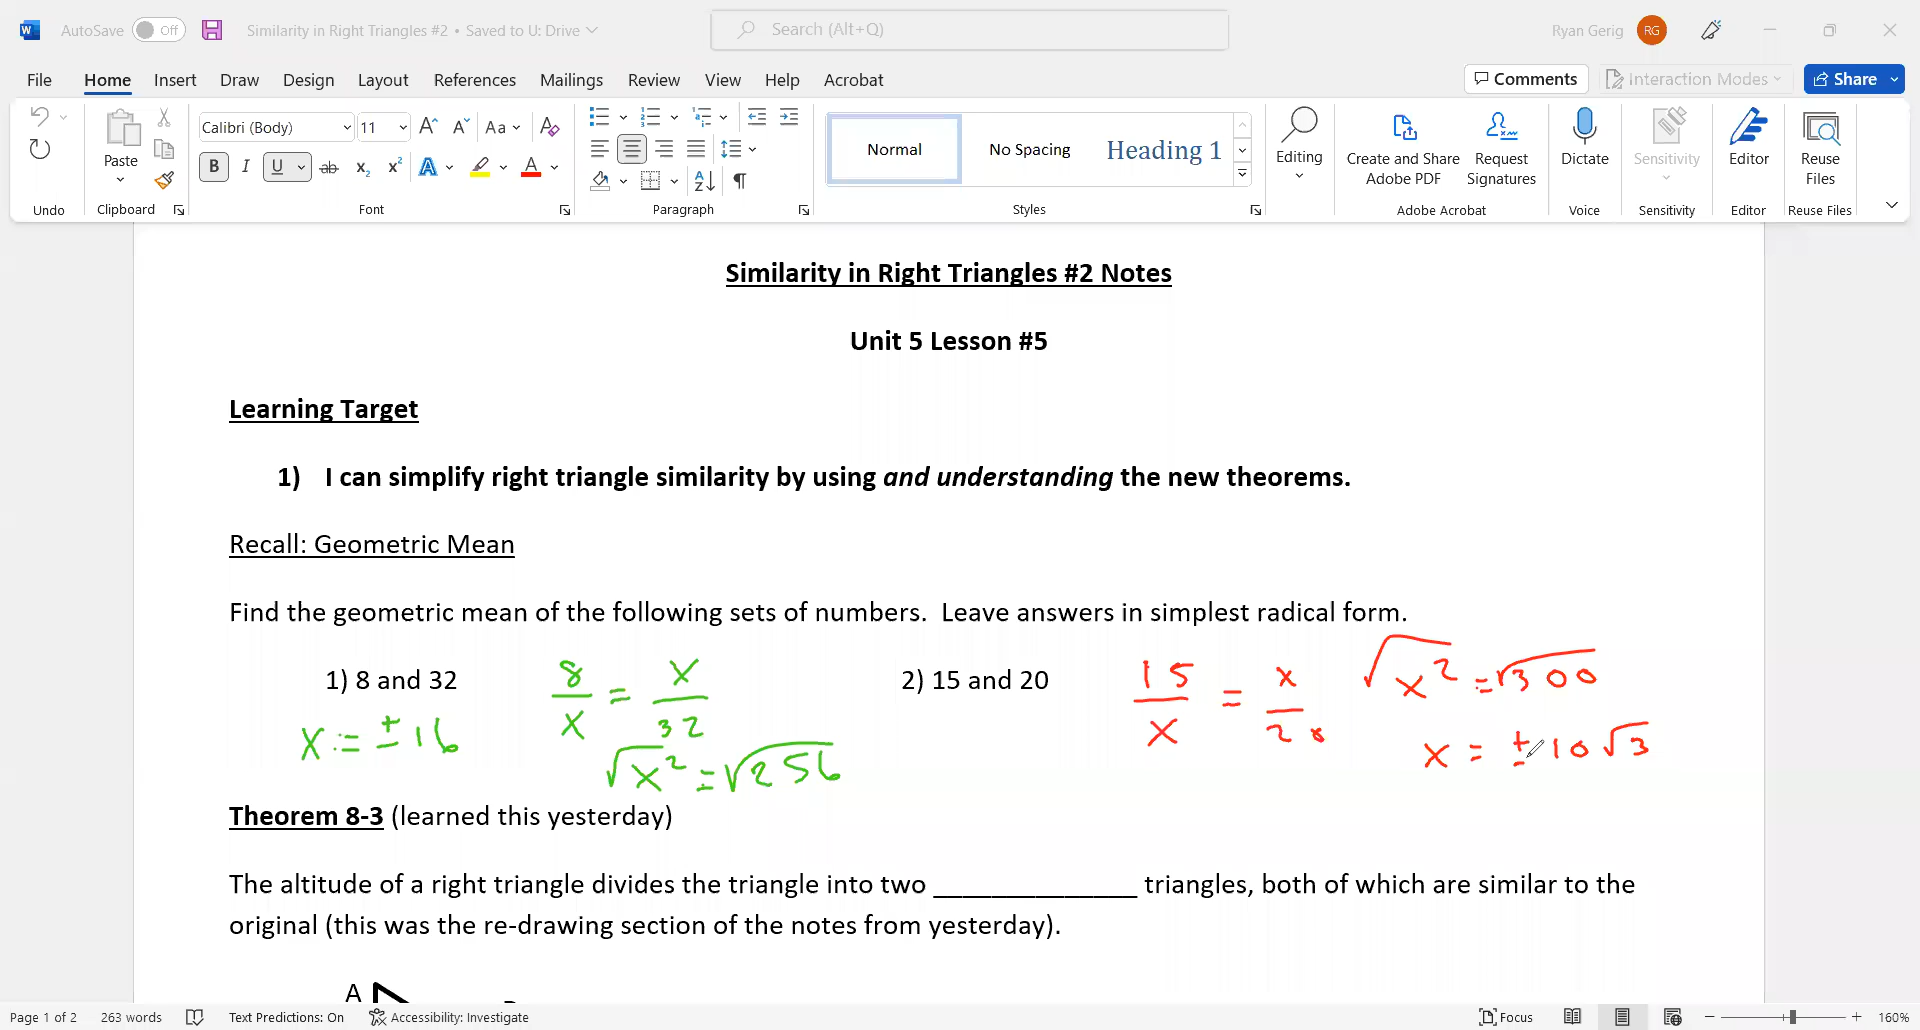 AutoSave Off Similarity in Right Triangles #2 • Saved to U: Drive Search (Alt+Q) Ryan Gerig RG
File Home Insert Draw Design Layout References Mailings Review View Help Acrobat Comments Interaction Modes Share
Calibri (Body) 11 Aa
Paste B I U ab x₂ x² A A Normal No Spacing Heading 1 Editing Create and Share Adobe PDF Request Signatures Dictate Sensitivity Editor Reuse Files
Undo Clipboard Font Paragraph Styles Adobe Acrobat Voice Sensitivity Editor Reuse Files
Similarity in Right Triangles #2 Notes
Unit 5 Lesson #5
Learning Target
1) I can simplify right triangle similarity by using and understanding the new theorems.
Recall: Geometric Mean
Find the geometric mean of the following sets of numbers. Leave answers in simplest radical form.
1) 8 and 32 8/x = x/32 2) 15 and 20 15/x = x/20 √x² = √300
x = ±16 √x² = √256 x = ±10√3
Theorem 8-3 (learned this yesterday)
The altitude of a right triangle divides the triangle into two ______________ triangles, both of which are similar to the
original (this was the re-drawing section of the notes from yesterday).
A
Page 1 of 2 263 words Text Predictions: On Accessibility: Investigate Focus 160%